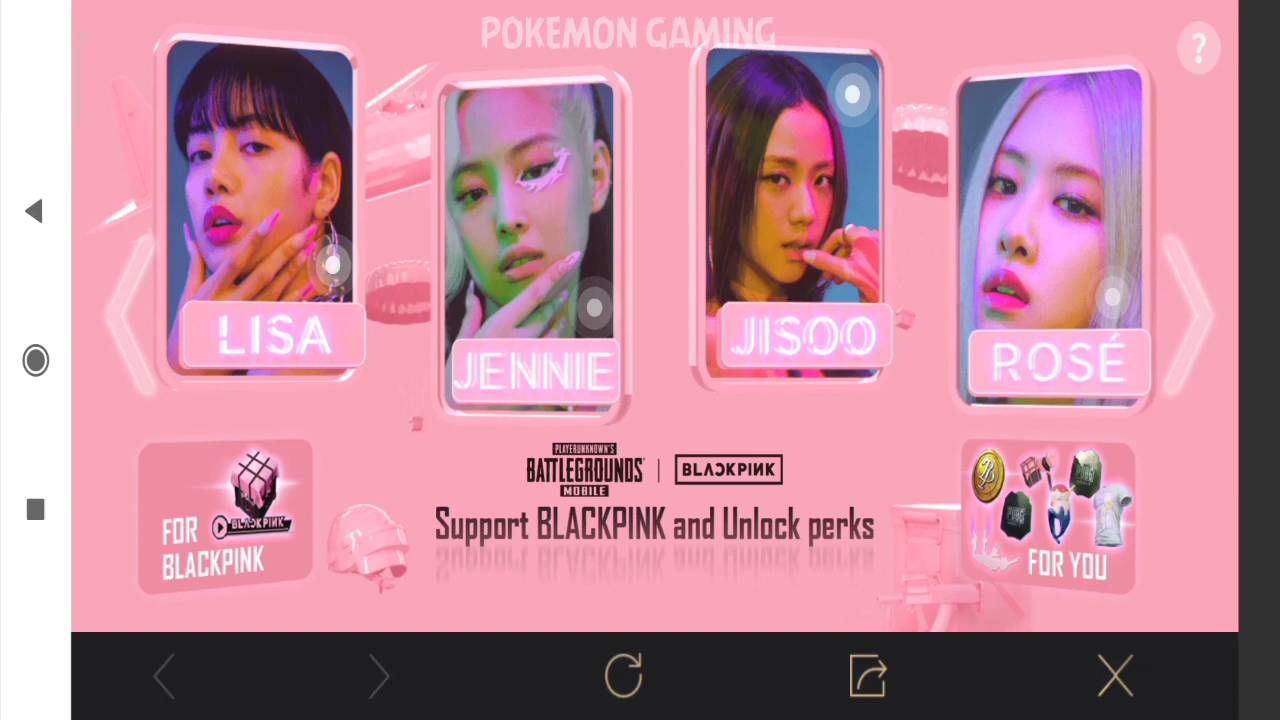 POKEMON GAMING
?
LISA
JENNIE
JISOO
ROSÉ
PLAYERUNKNOWN'S
BATTLEGROUNDS
MOBILE
BLACKPINK
Support BLACKPINK and Unlock perks
BLACKPINK
FOR
BLACKPINK
FOR YOU